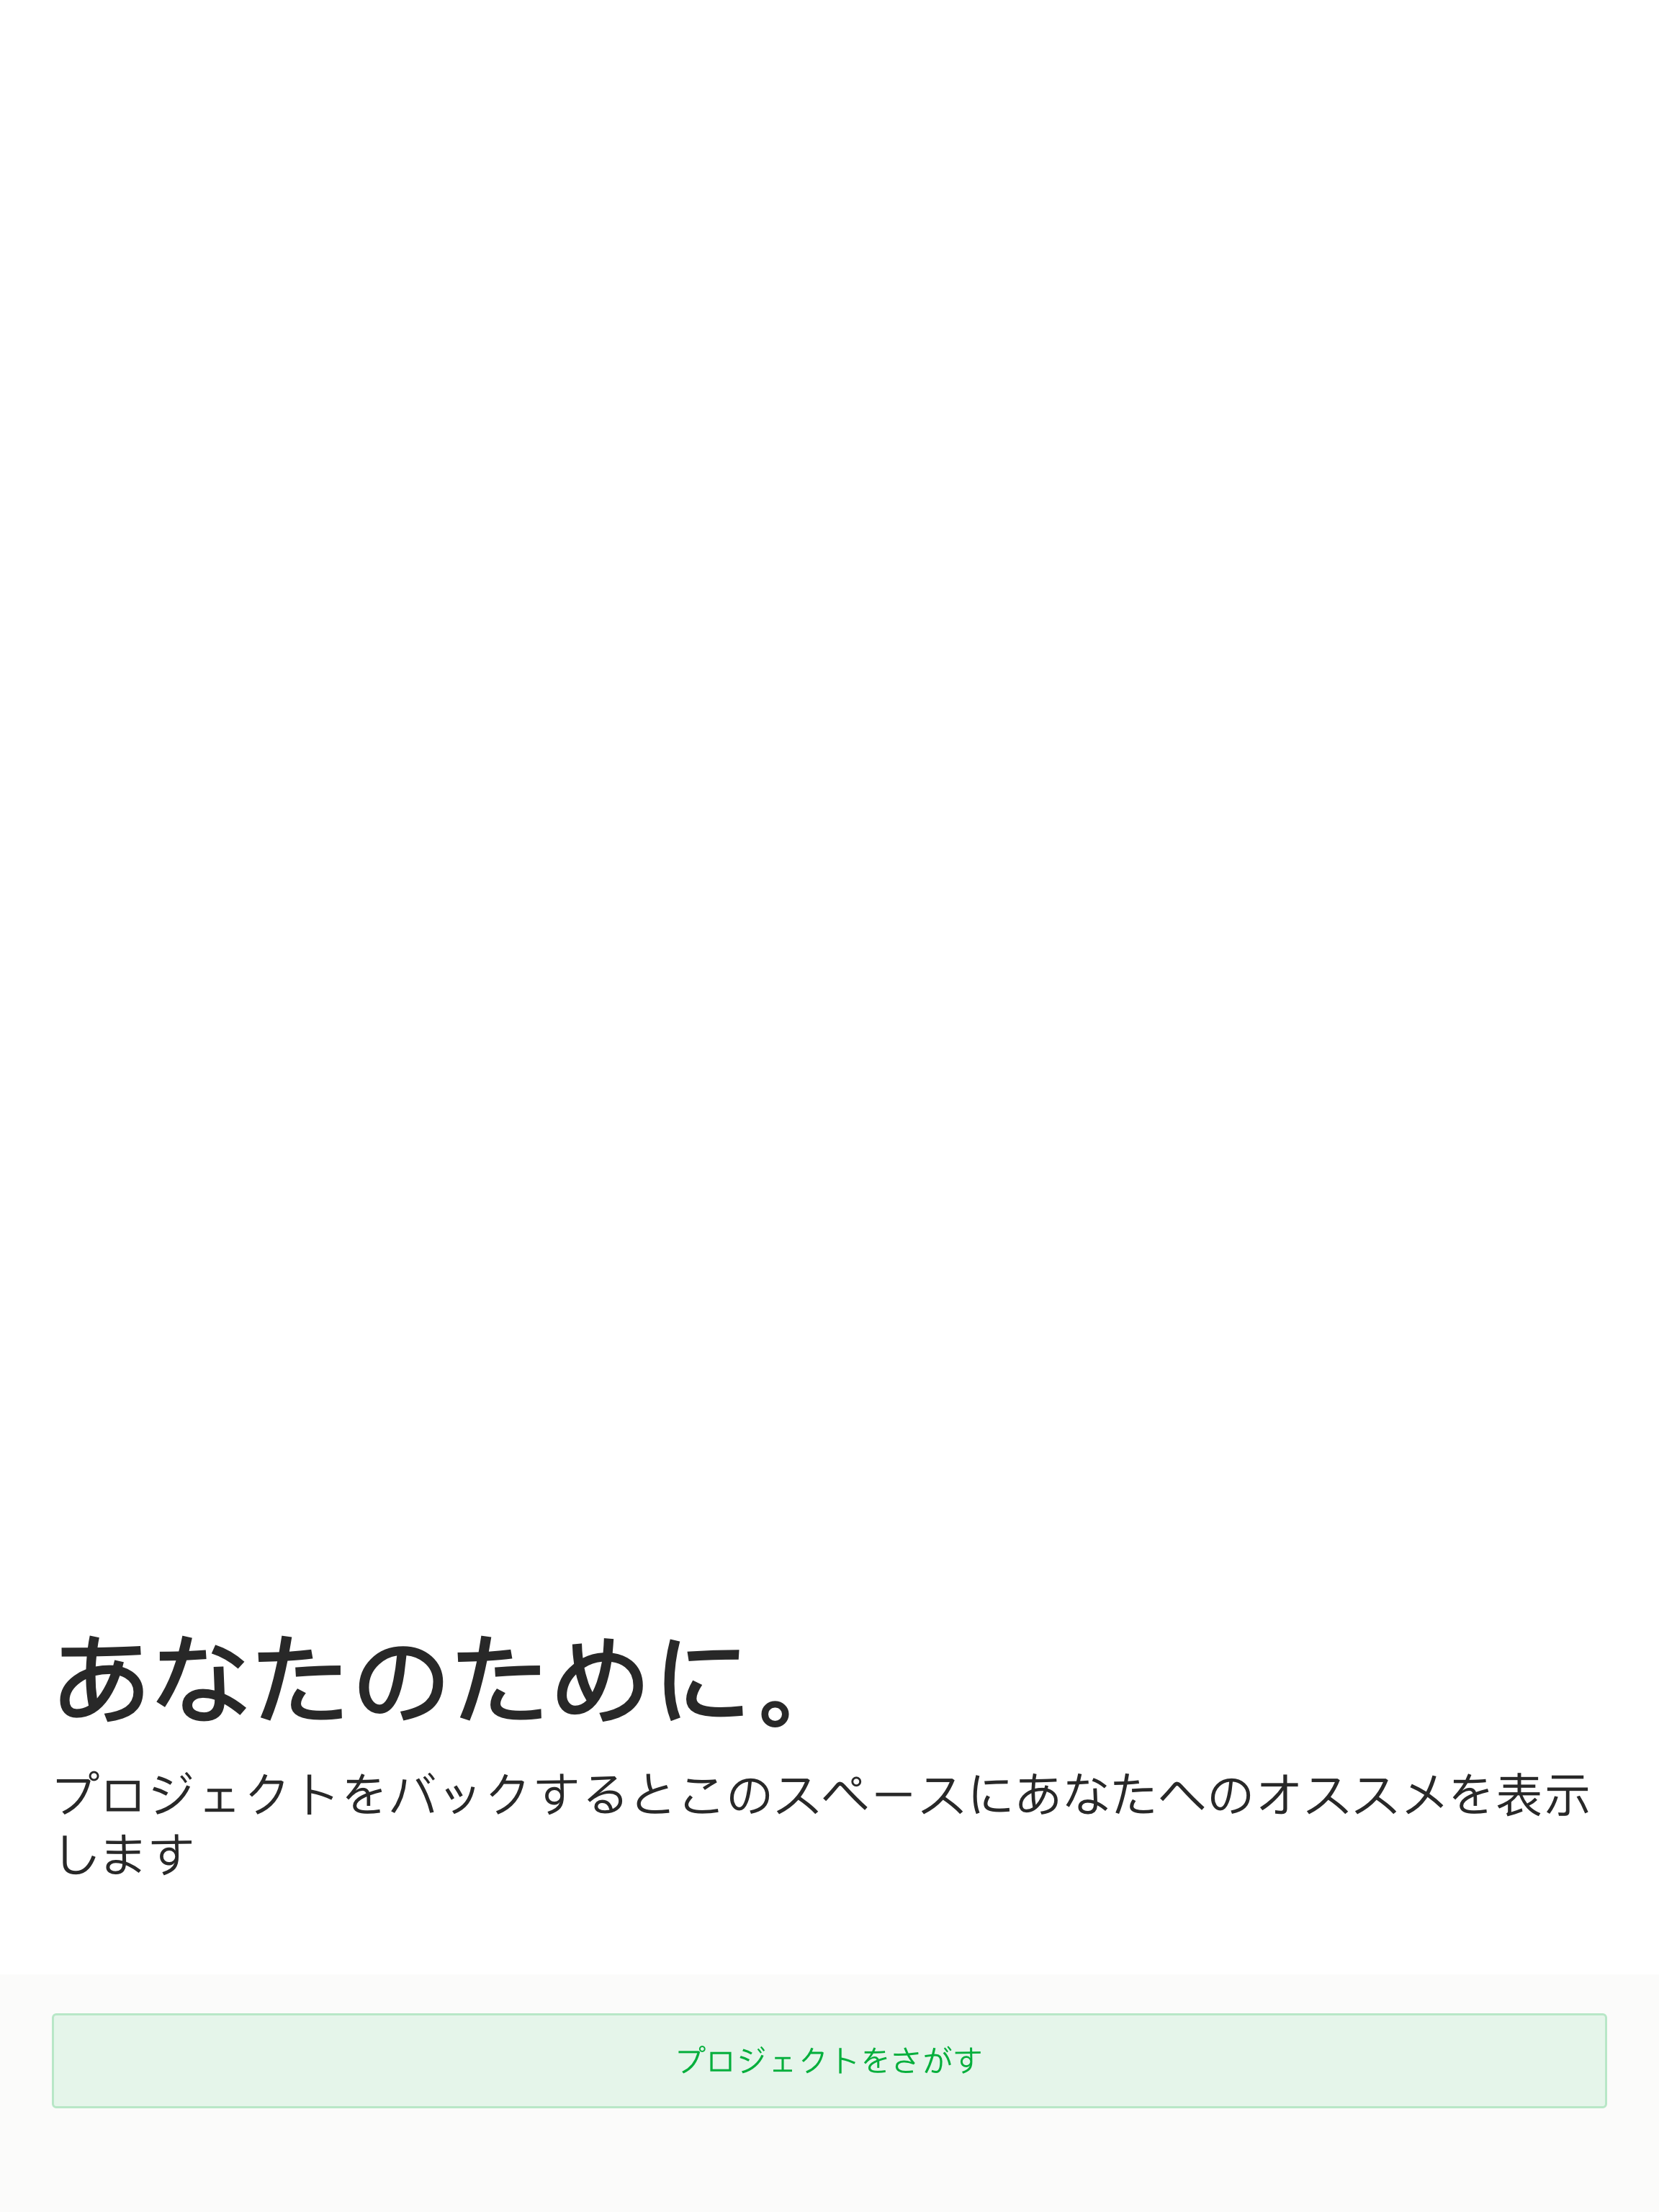 あなたのために。
プロジェクトをバックするとこのスペースにあなたへのオススメを表示
します
プロジェクトをさがす